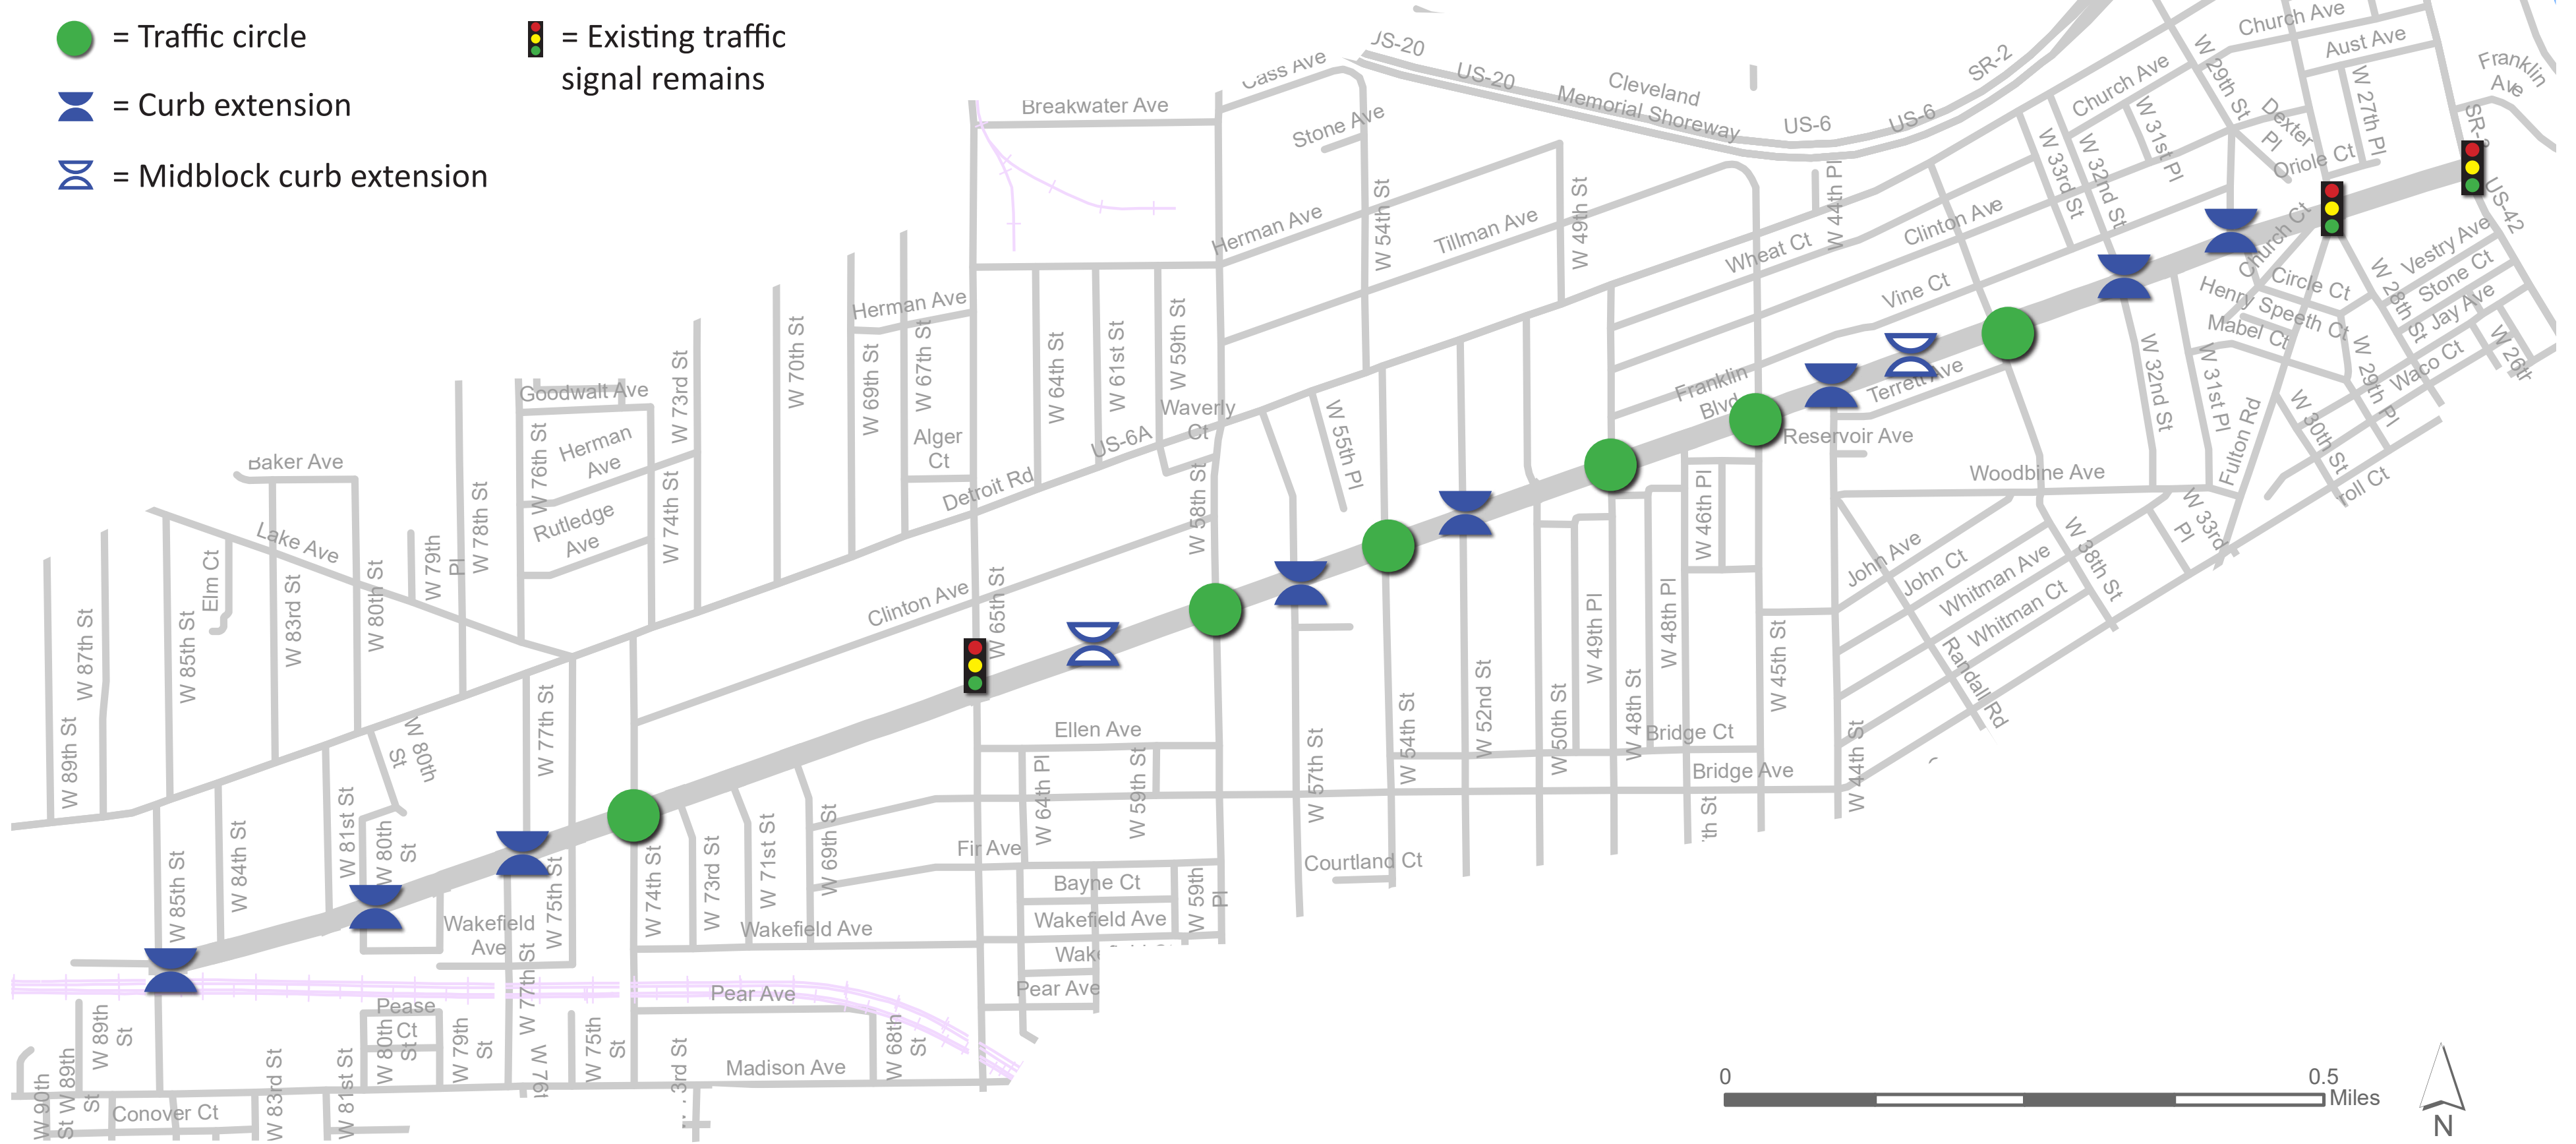 = Traffic circle
= Existing traffic
signal remains
= Curb extension
= Midblock curb extension
Breakwater Ave
Cass Ave
US-20
US-20
Cleveland
Memorial Shoreway
US-6
US-6
SR-2
Stone Ave
Church Ave
Church Ave
Aust Ave
Franklin
Ave
W 29th St
W 27th Pl
W 31st Pl
Dexter
Pl
Oriole Ct
US-42
W 33rd St
W 32nd St
W 44th Pl
Herman Ave
Tillman Ave
W 54th St
W 49th St
Wheat Ct
Clinton Ave
Vine Ct
Church Ct
Circle Ct
Henry Speeth Ct
Mabel Ct
Vestry Ave
Stone Ct
Jay Ave
W 28th St
W 29th Pl
Waco Ct
Herman Ave
W 70th St
W 69th St
W 67th St
W 73rd St
W 64th St
W 61st St
W 59th St
Waverly
Ct
US-6A
Detroit Rd
Alger
Ct
Goodwalt Ave
W 76th St
Herman
Ave
Rutledge
Ave
W 74th St
Baker Ave
Lake Ave
Elm Ct
W 78th St
W 79th
Pl
W 80th St
W 83rd St
W 85th St
W 87th St
W 89th St
W 58th St
W 55th Pl
Franklin
Blvd
Terrett Ave
Reservoir Ave
Woodbine Ave
W 32nd St
W 31st Pl
Fulton Rd
W 30th St
W 33rd
Pl
W 38th St
John Ave
John Ct
Whitman Ave
Whitman Ct
Randall Rd
W 46th Pl
W 48th Pl
W 49th Pl
W 45th St
W 44th St
Clinton Ave
W 65th St
W 77th St
W 80th
St
W 81st St
W 80th
St
W 84th St
W 85th St
Ellen Ave
W 64th Pl
W 59th St
W 57th St
W 54th St
W 52nd St
W 50th St
W 48th St
Bridge Ct
Bridge Ave
Courtland Ct
Fir Ave
Bayne Ct
Wakefield Ave
W 59th
Pl
Pear Ave
W 69th St
W 71st St
W 73rd St
W 74th St
W 75th St
Wakefield
Ave
Wakefield Ave
W 77th St
Pear Ave
Madison Ave
W 68th
St
W 75th
St
W 79th
St
Pease
Ct
W 80th
St
W 81st St
W 83rd St
W 89th
St
W 89th
St
W 90th
St
Conover Ct
0
0.5
Miles
N